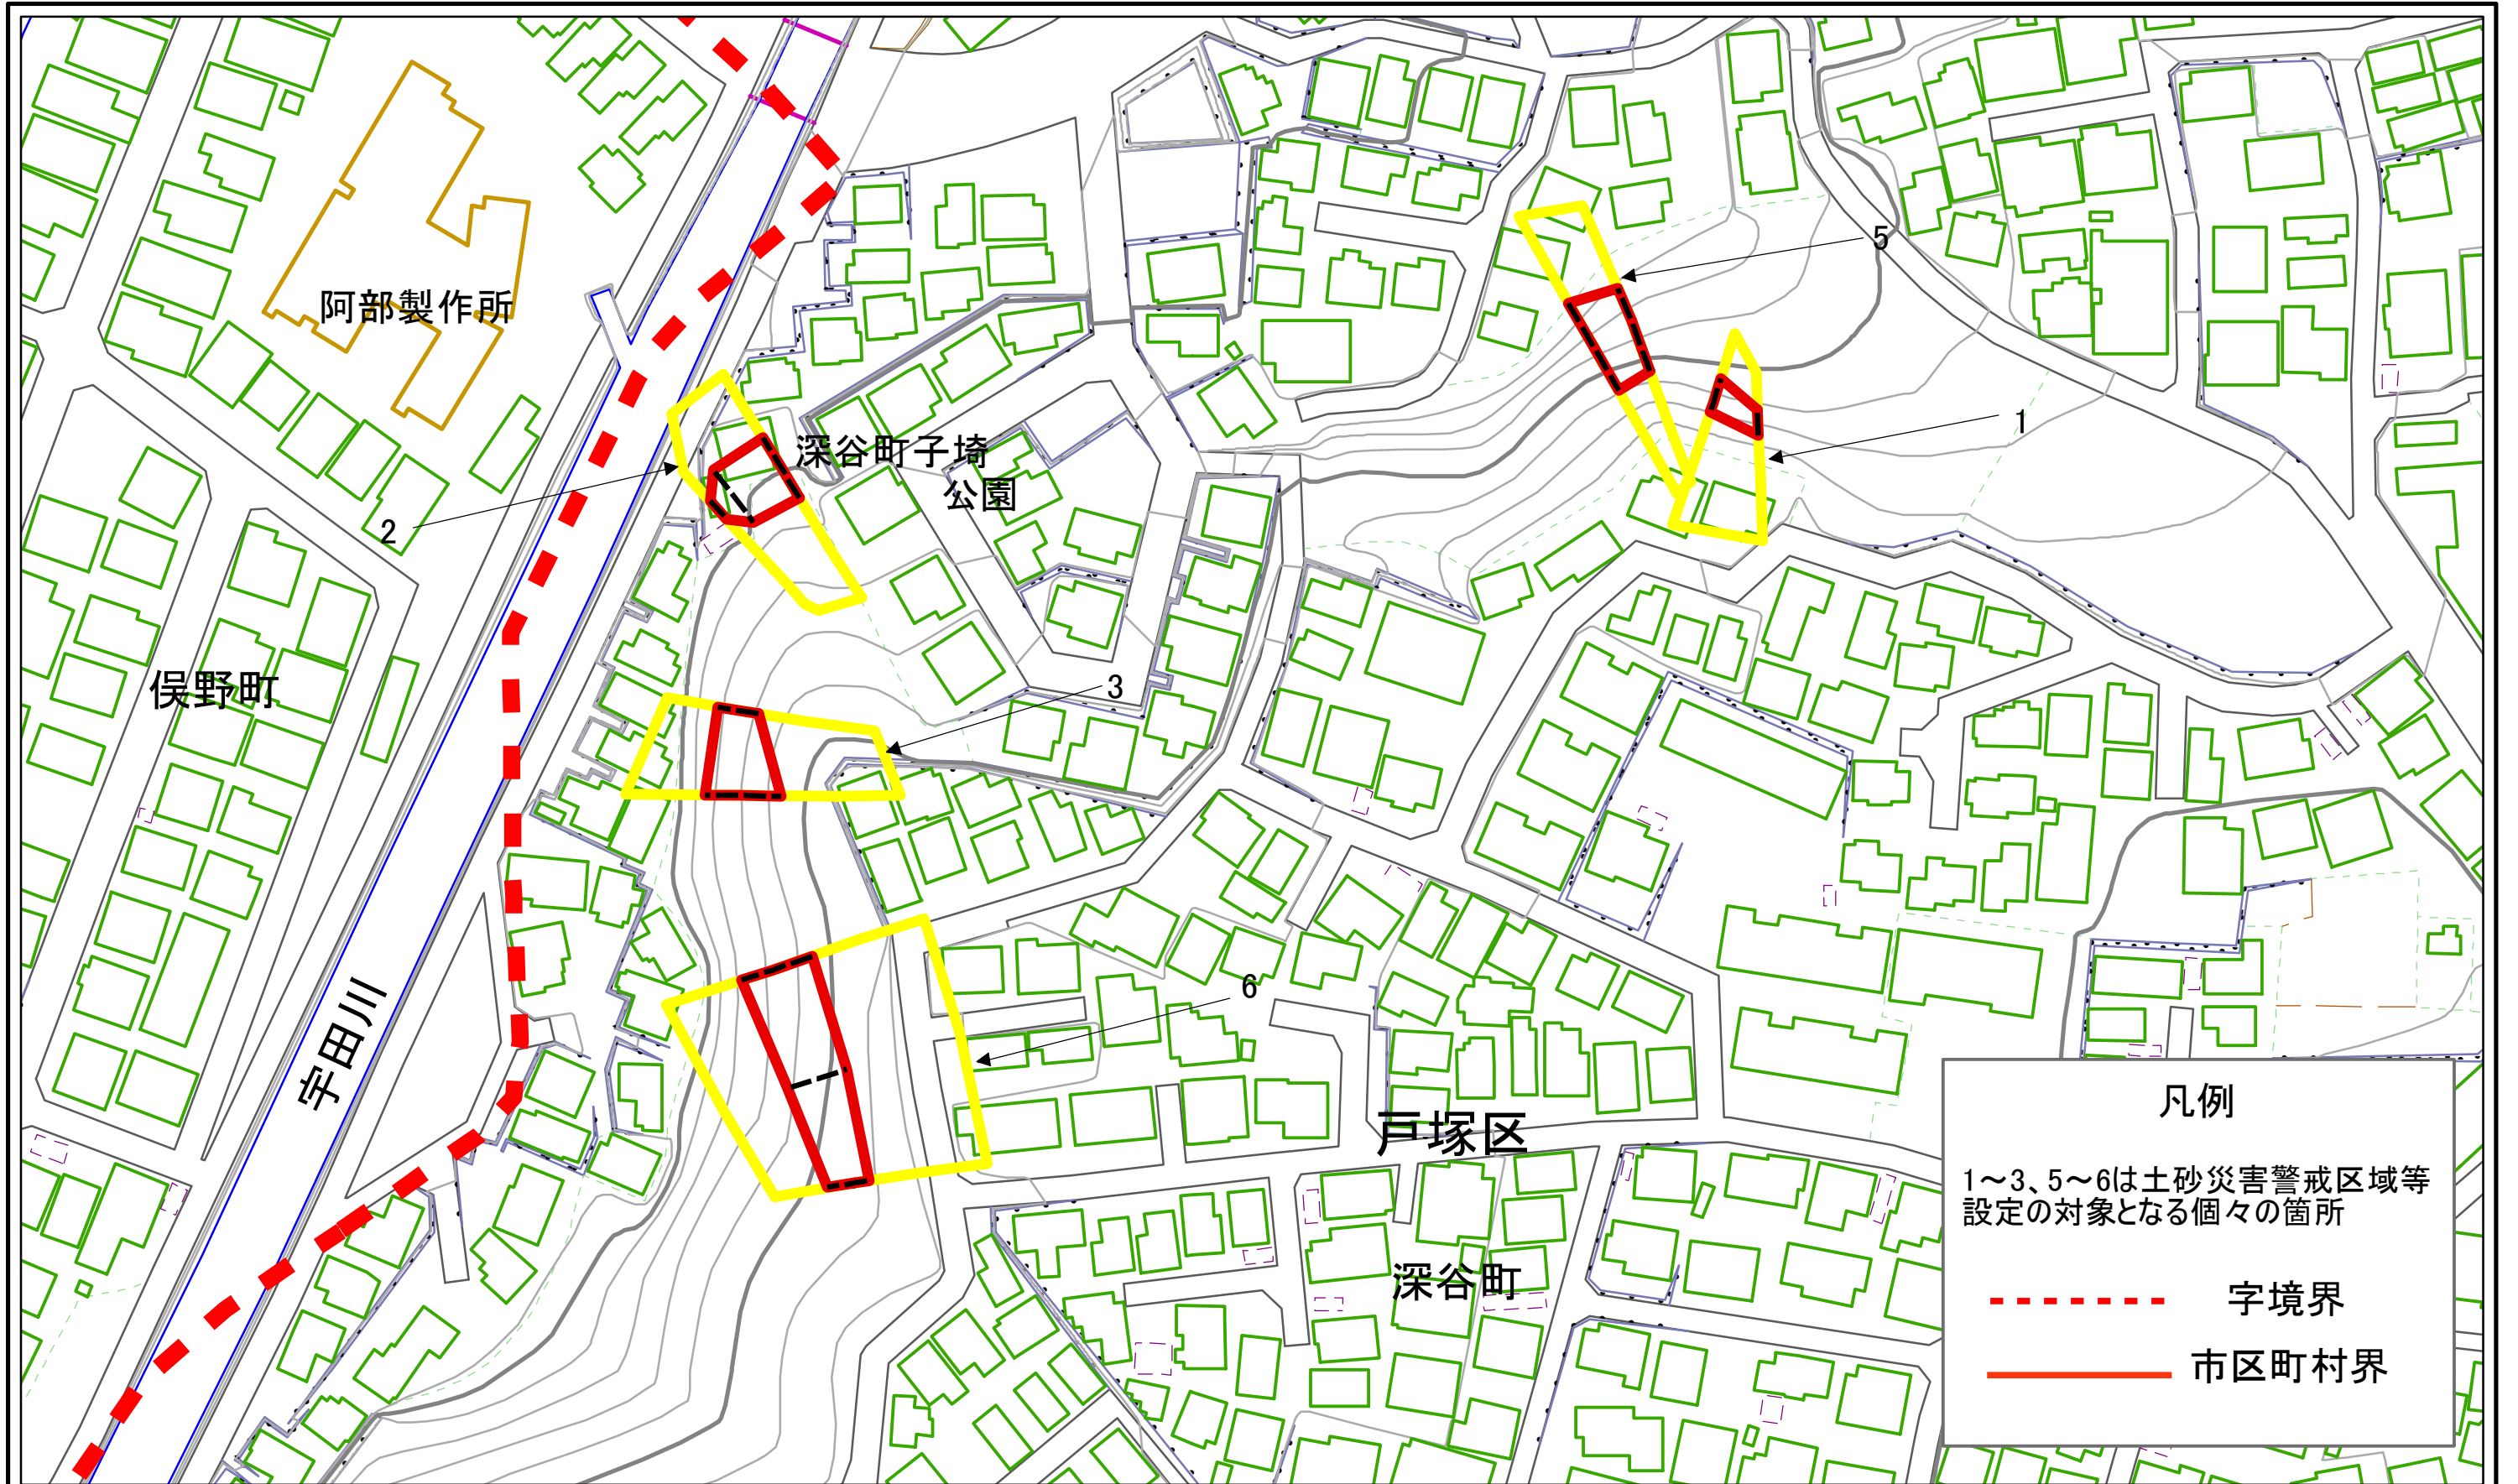 5
阿部製作所
1
深谷町子埼
公園
2
3
俣野町
6
宇田川
戸塚区
深谷町
凡例
1～3、5～6は土砂災害警戒区域等
設定の対象となる個々の箇所
字境界
市区町村界